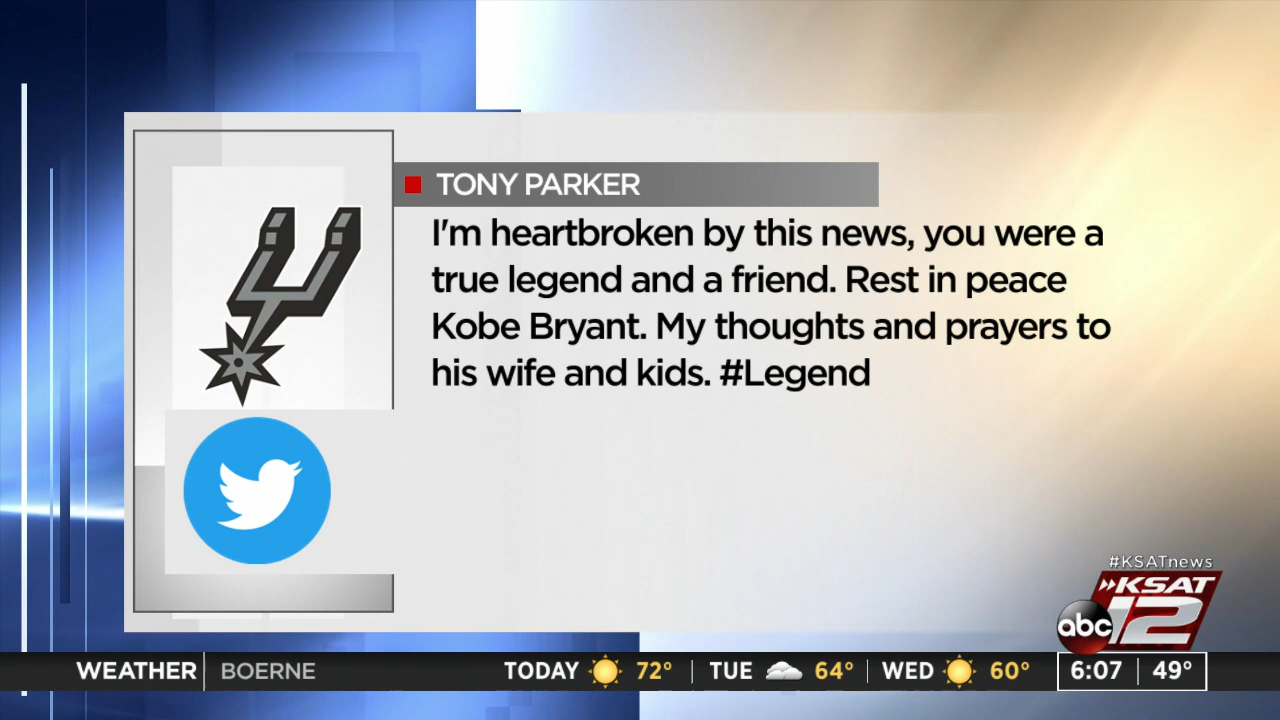 TONY PARKER
I'm heartbroken by this news, you were a
true legend and a friend. Rest in peace
Kobe Bryant. My thoughts and prayers to
his wife and kids. #Legend
#KSATnews
KSAT
abc 12
WEATHER BOERNE TODAY 72° TUE 64° WED 60° 6:07 49°